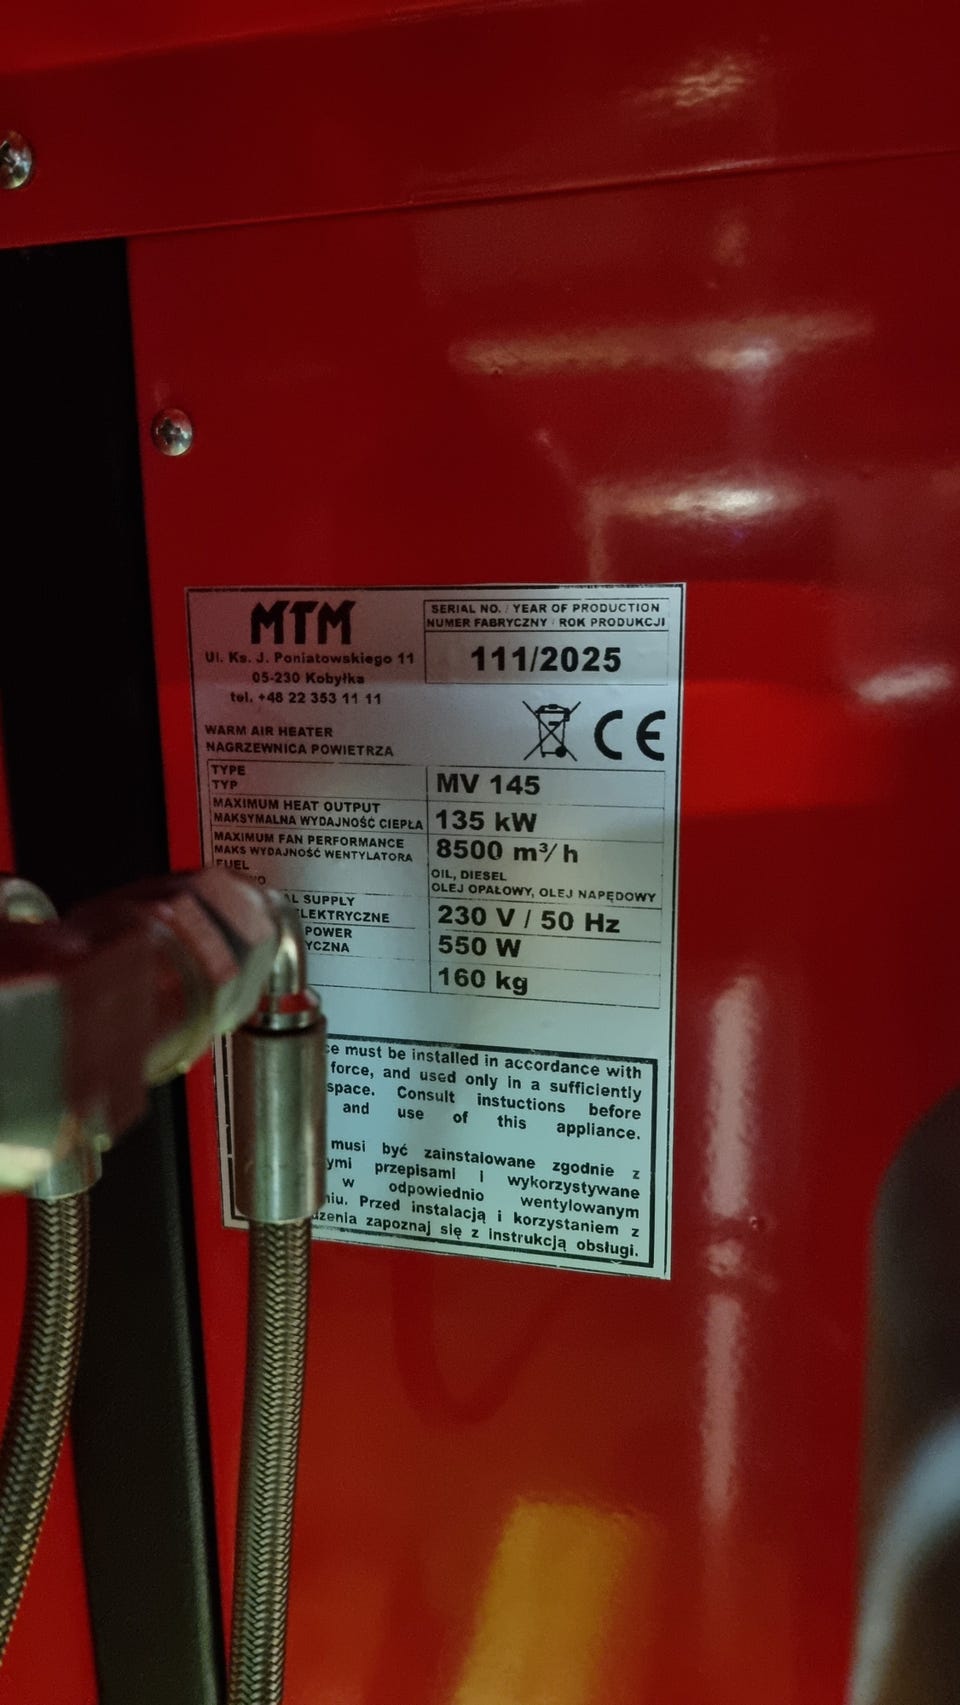 MTM
Ul. Ks. J. Poniatowskiego 11
05-230 Kobyłka
tel. +48 22 353 11 11
SERIAL NO. / YEAR OF PRODUCTION
NUMER FABRYCZNY / ROK PRODUKCJI
111/2025
WARM AIR HEATER
NAGRZEWNICA POWIETRZA
CE
TYPE
TYP
MV 145
MAXIMUM HEAT OUTPUT
MAKSYMALNA WYDAJNOŚĆ CIEPŁA
135 kW
MAXIMUM FAN PERFORMANCE
MAKS WYDAJNOŚĆ WENTYLATORA
8500 m³/h
FUEL
OIL, DIESEL
OLEJ OPAŁOWY, OLEJ NAPĘDOWY
SUPPLY
230 V / 50 Hz
POWER
550 W
160 kg
must be installed in accordance with
force, and used only in a sufficiently
space. Consult instuctions before
and use of this appliance.
musi być zainstalowane zgodnie z
przepisami i wykorzystywane
w odpowiednio wentylowanym
Przed instalacją i korzystaniem z
zapoznaj się z instrukcją obsługi.